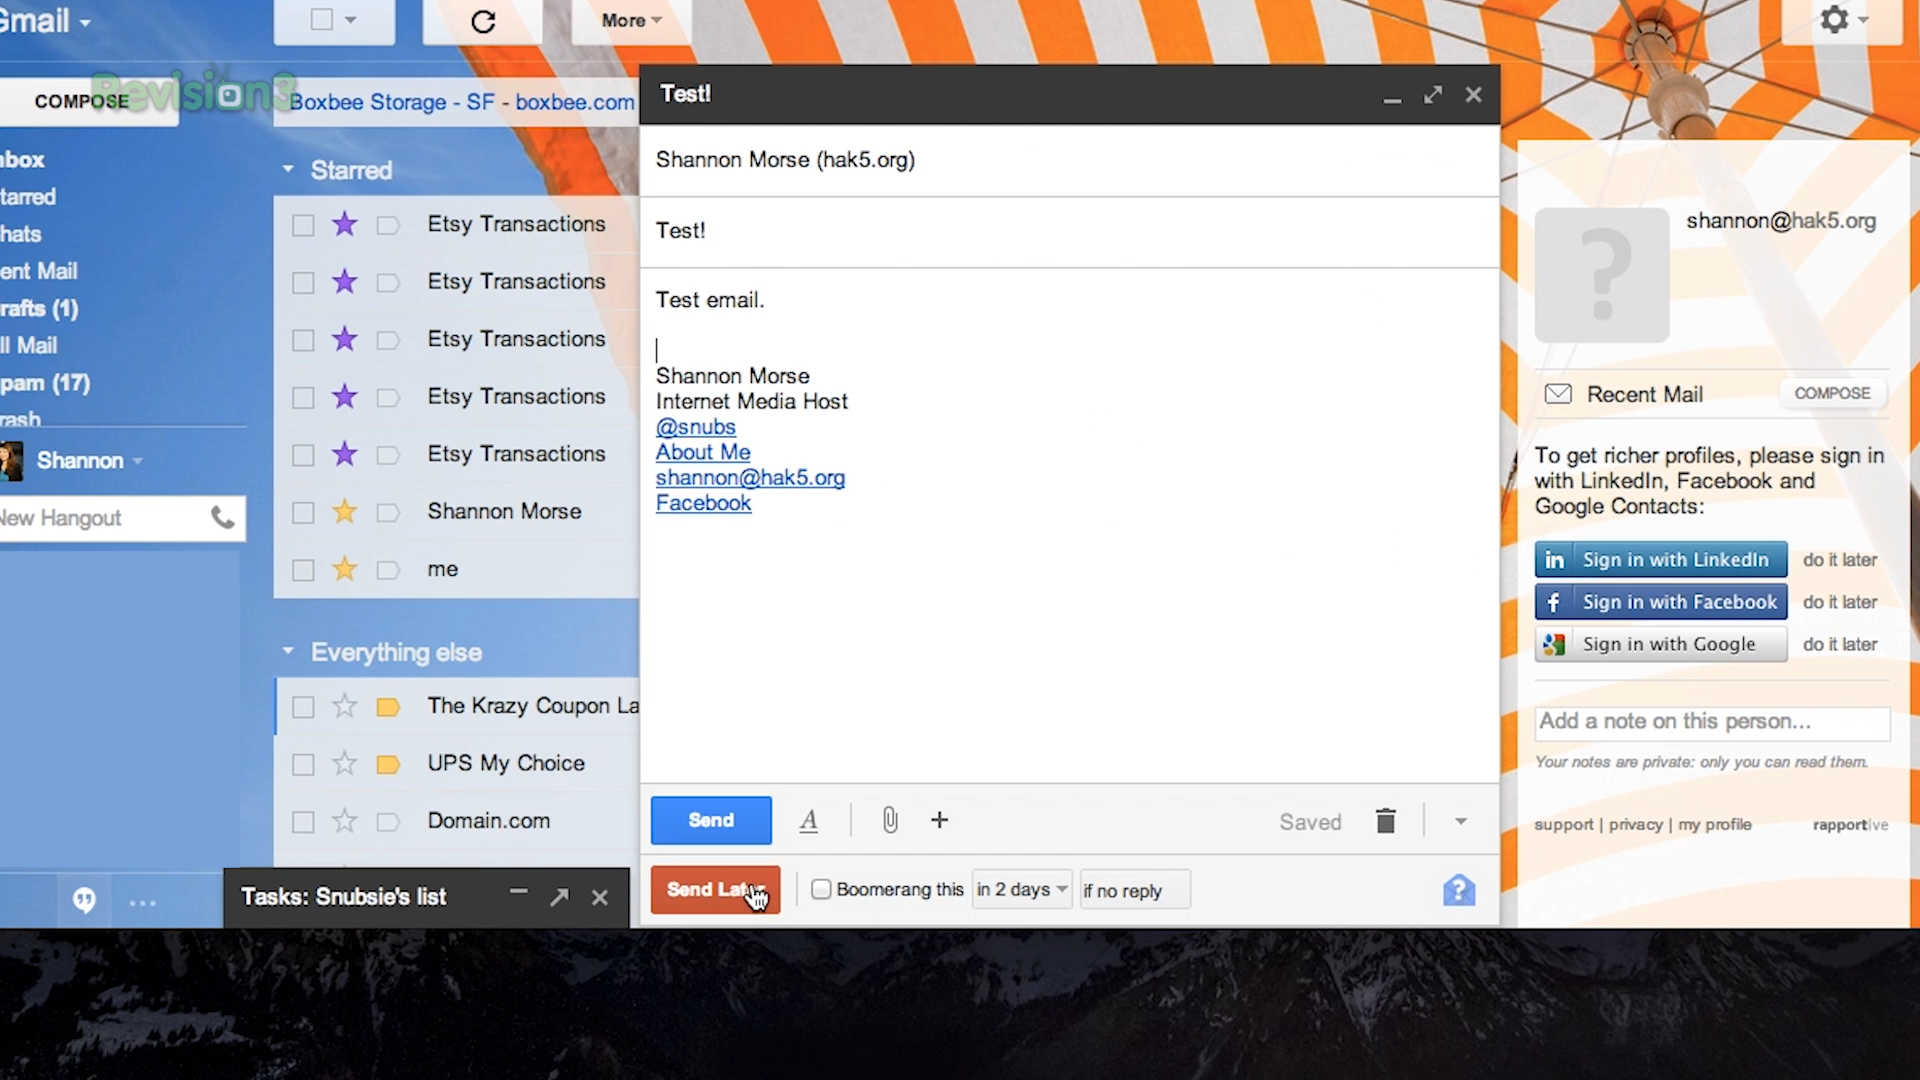 Gmail
More
COMPOSE
Revision3
Boxbee Storage - SF - boxbee.com
nbox
tarred
hats
ent Mail
rafts (1)
ll Mail
pam (17)
rash
Shannon
New Hangout
Starred
Etsy Transactions
Etsy Transactions
Etsy Transactions
Etsy Transactions
Etsy Transactions
Shannon Morse
me
Everything else
The Krazy Coupon La
UPS My Choice
Domain.com
Tasks: Snubsie's list
Test!
Shannon Morse (hak5.org)
Test!
Test email.
Shannon Morse
Internet Media Host
@snubs
About Me
shannon@hak5.org
Facebook
Send
A
Saved
Send Later
Boomerang this in 2 days if no reply
?
?
shannon@hak5.org
Recent Mail COMPOSE
To get richer profiles, please sign in
with LinkedIn, Facebook and
Google Contacts:
in Sign in with LinkedIn do it later
f Sign in with Facebook do it later
Sign in with Google do it later
Add a note on this person...
Your notes are private: only you can read them.
support | privacy | my profile rapportive